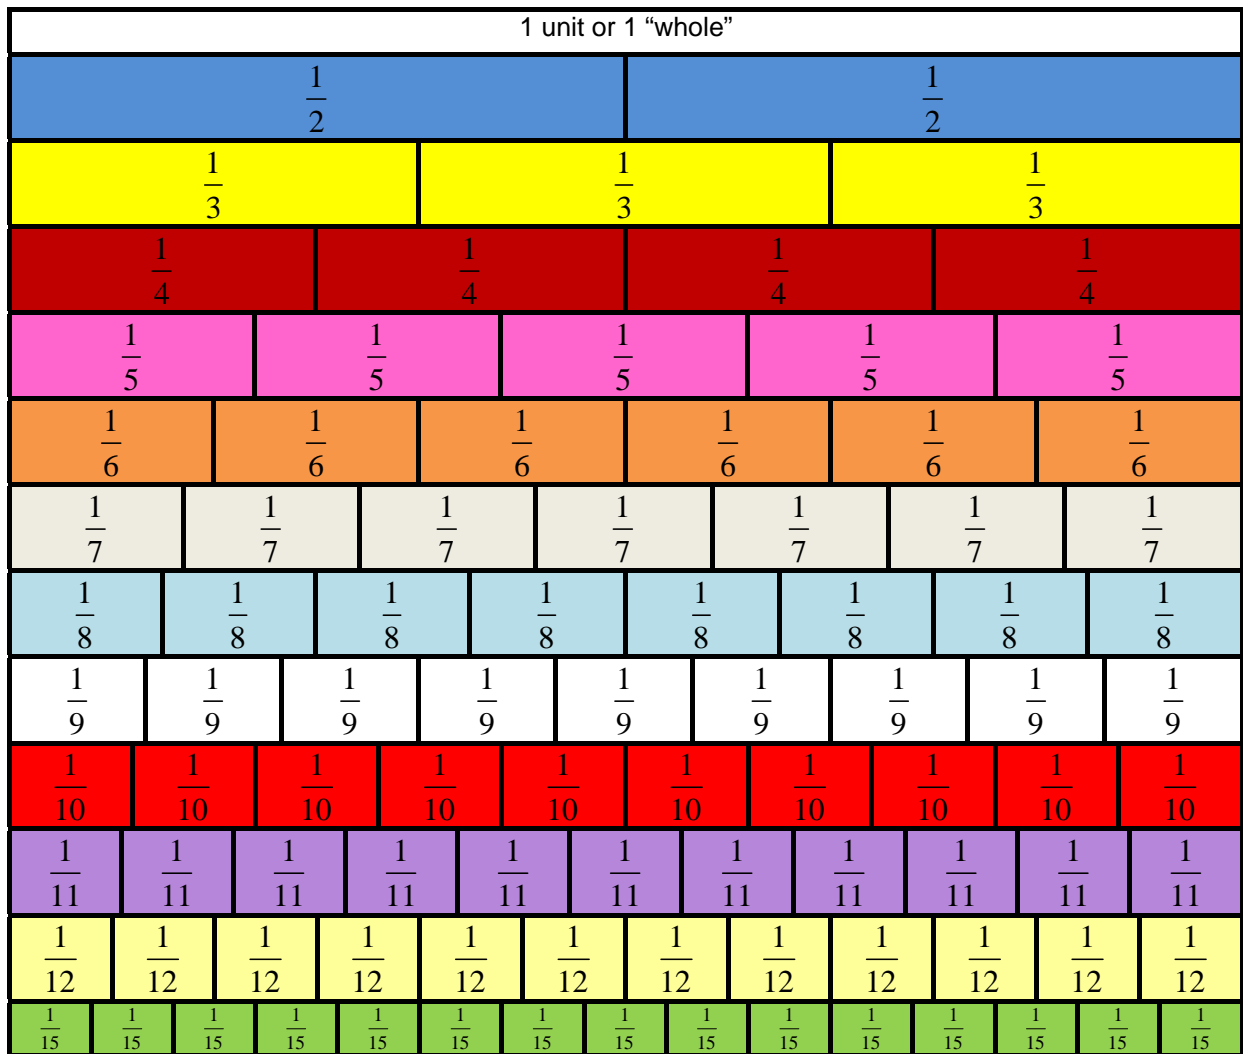 1 unit or 1 “whole”
1/2 1/2
1/3 1/3 1/3
1/4 1/4 1/4 1/4
1/5 1/5 1/5 1/5 1/5
1/6 1/6 1/6 1/6 1/6 1/6
1/7 1/7 1/7 1/7 1/7 1/7 1/7
1/8 1/8 1/8 1/8 1/8 1/8 1/8 1/8
1/9 1/9 1/9 1/9 1/9 1/9 1/9 1/9 1/9
1/10 1/10 1/10 1/10 1/10 1/10 1/10 1/10 1/10 1/10
1/11 1/11 1/11 1/11 1/11 1/11 1/11 1/11 1/11 1/11 1/11
1/12 1/12 1/12 1/12 1/12 1/12 1/12 1/12 1/12 1/12 1/12 1/12
1/15 1/15 1/15 1/15 1/15 1/15 1/15 1/15 1/15 1/15 1/15 1/15 1/15 1/15 1/15